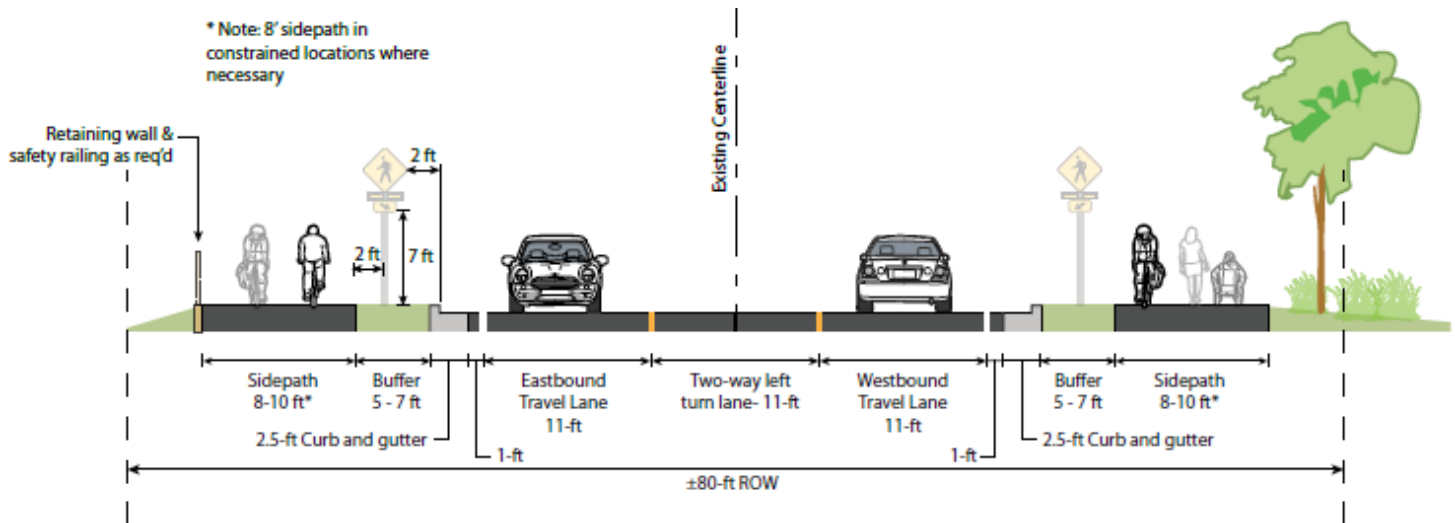 * Note: 8' sidepath in
constrained locations where
necessary
Existing Centerline
Retaining wall &
safety railing as req'd
2 ft
2 ft
7 ft
Sidepath
8-10 ft*
Buffer
5 - 7 ft
Eastbound
Travel Lane
11-ft
Two-way left
turn lane- 11-ft
Westbound
Travel Lane
11-ft
Buffer
5 - 7 ft
Sidepath
8-10 ft*
2.5-ft Curb and gutter
1-ft
1-ft
2.5-ft Curb and gutter
±80-ft ROW